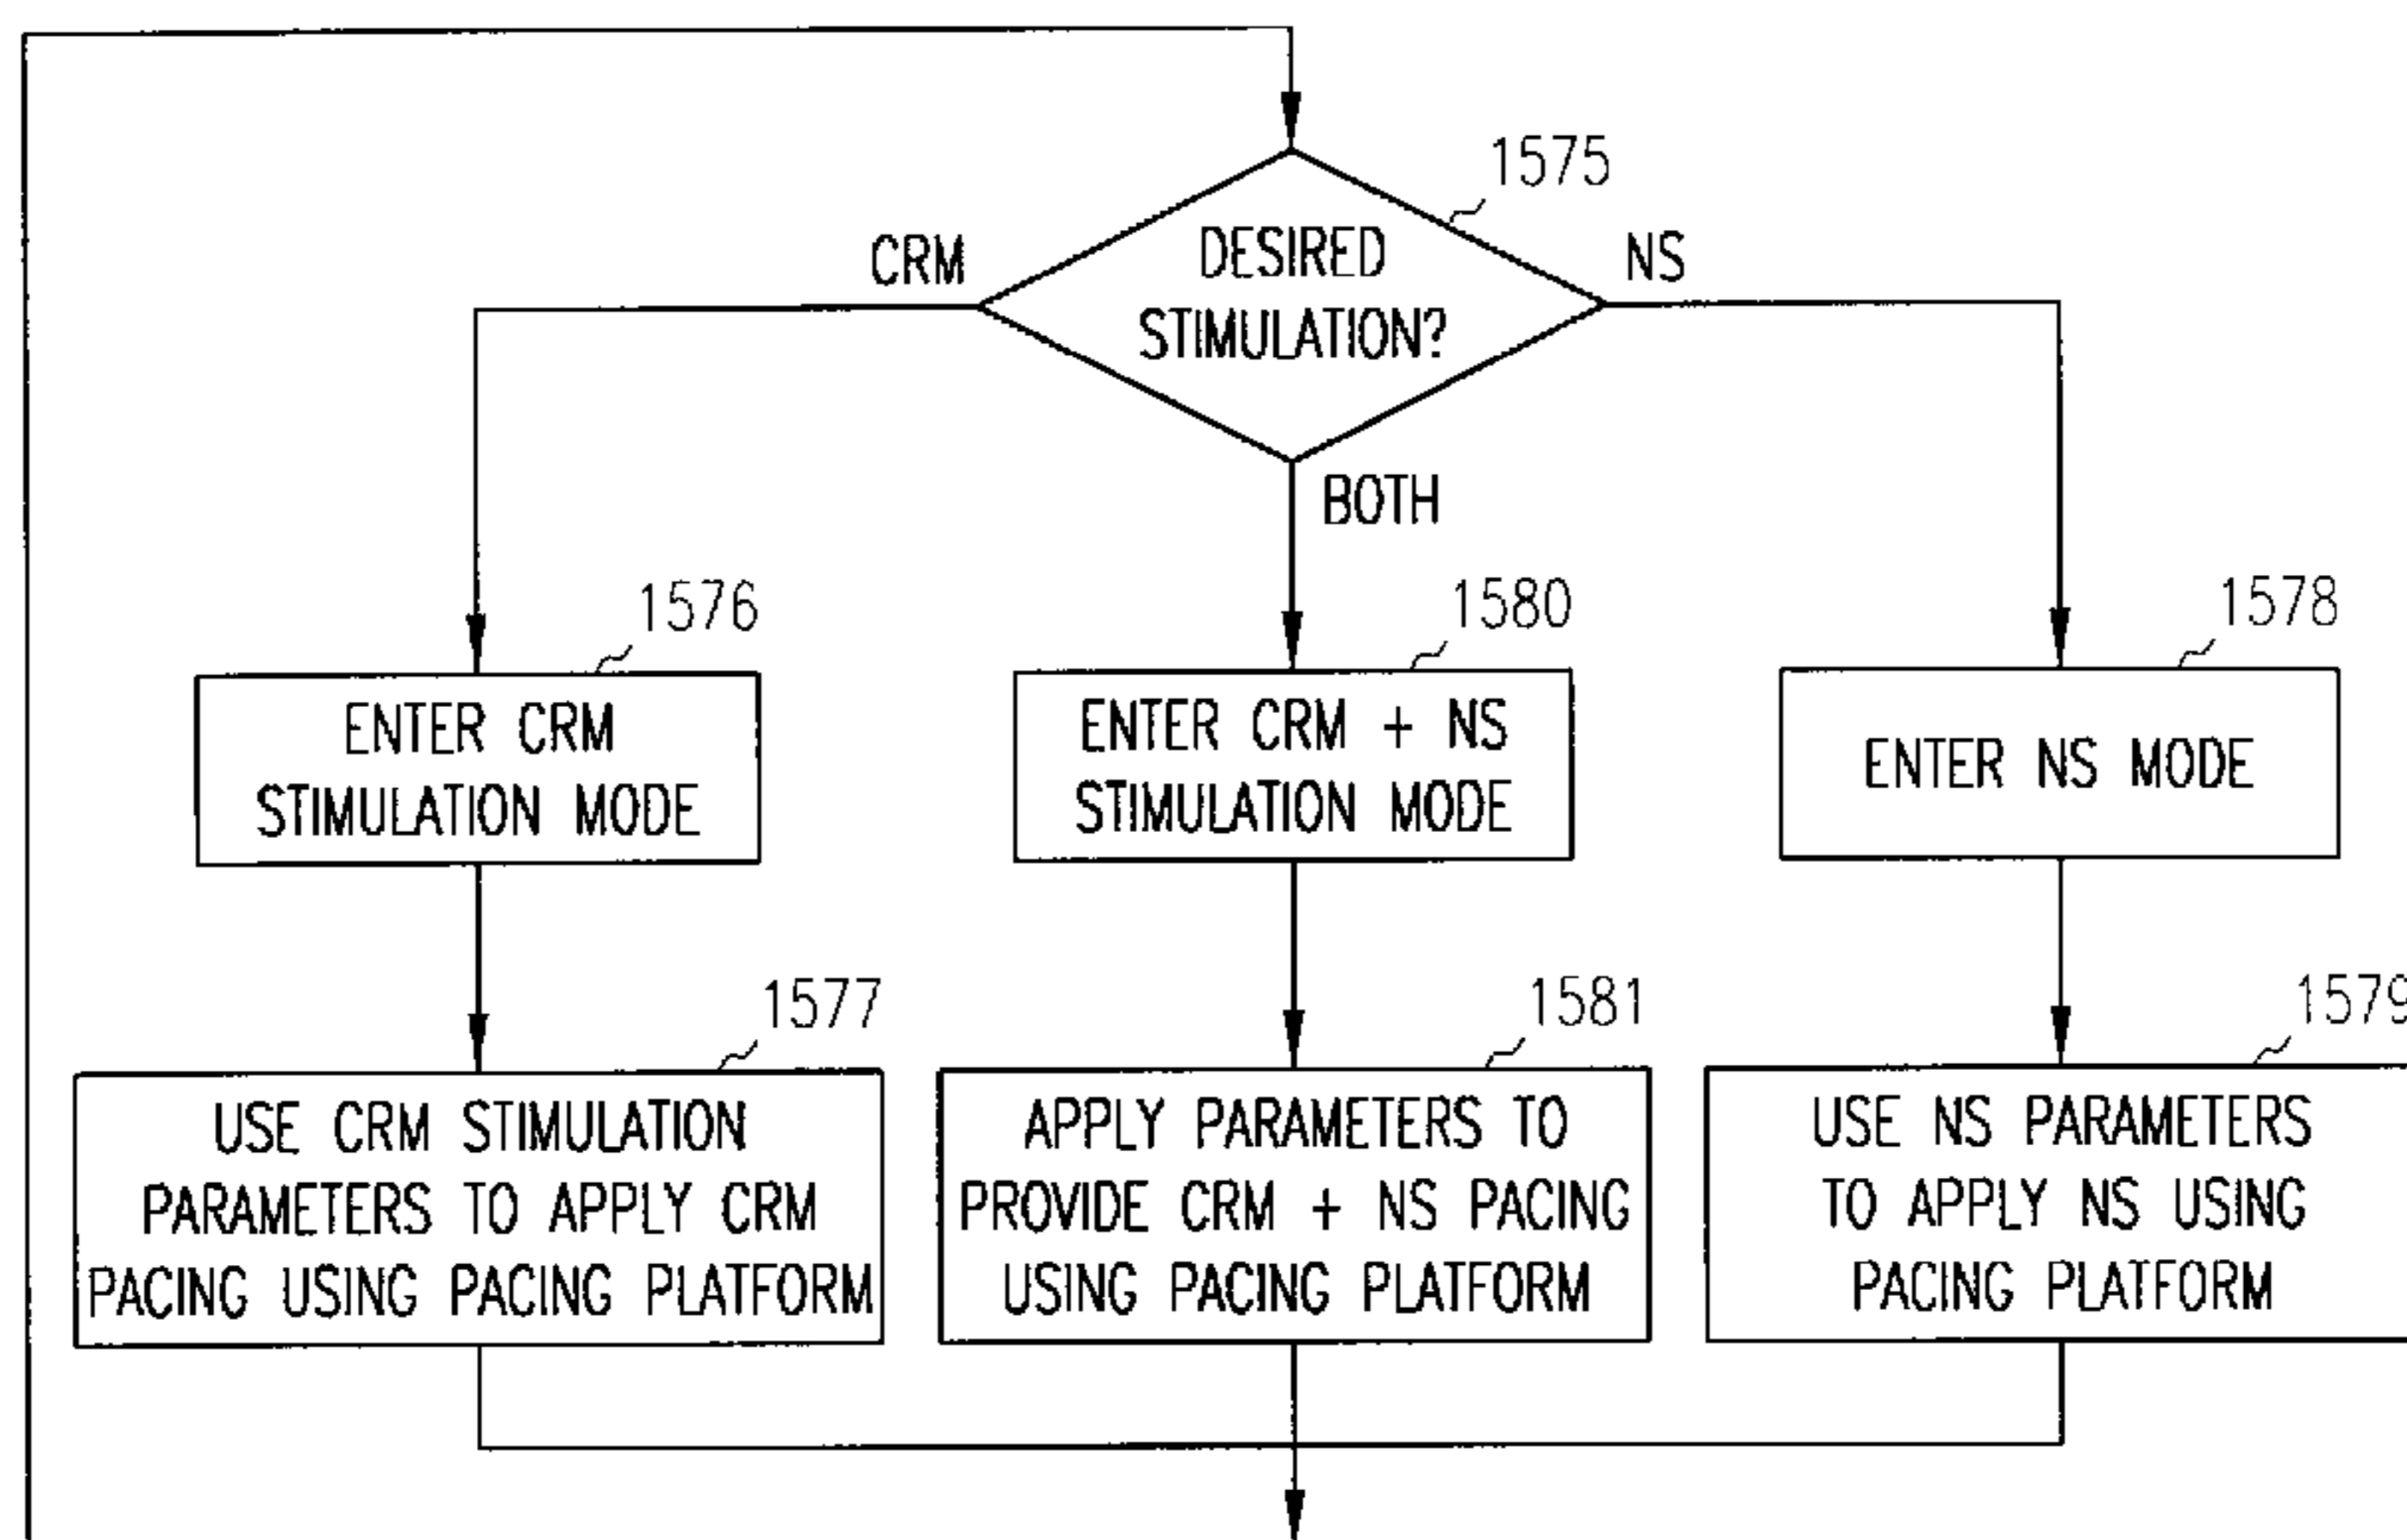 1575
DESIRED
STIMULATION?
CRM
NS
BOTH
1576
1580
1578
ENTER CRM
STIMULATION MODE
ENTER CRM + NS
STIMULATION MODE
ENTER NS MODE
1577
1581
1579
USE CRM STIMULATION
PARAMETERS TO APPLY CRM
PACING USING PACING PLATFORM
APPLY PARAMETERS TO
PROVIDE CRM + NS PACING
USING PACING PLATFORM
USE NS PARAMETERS
TO APPLY NS USING
PACING PLATFORM